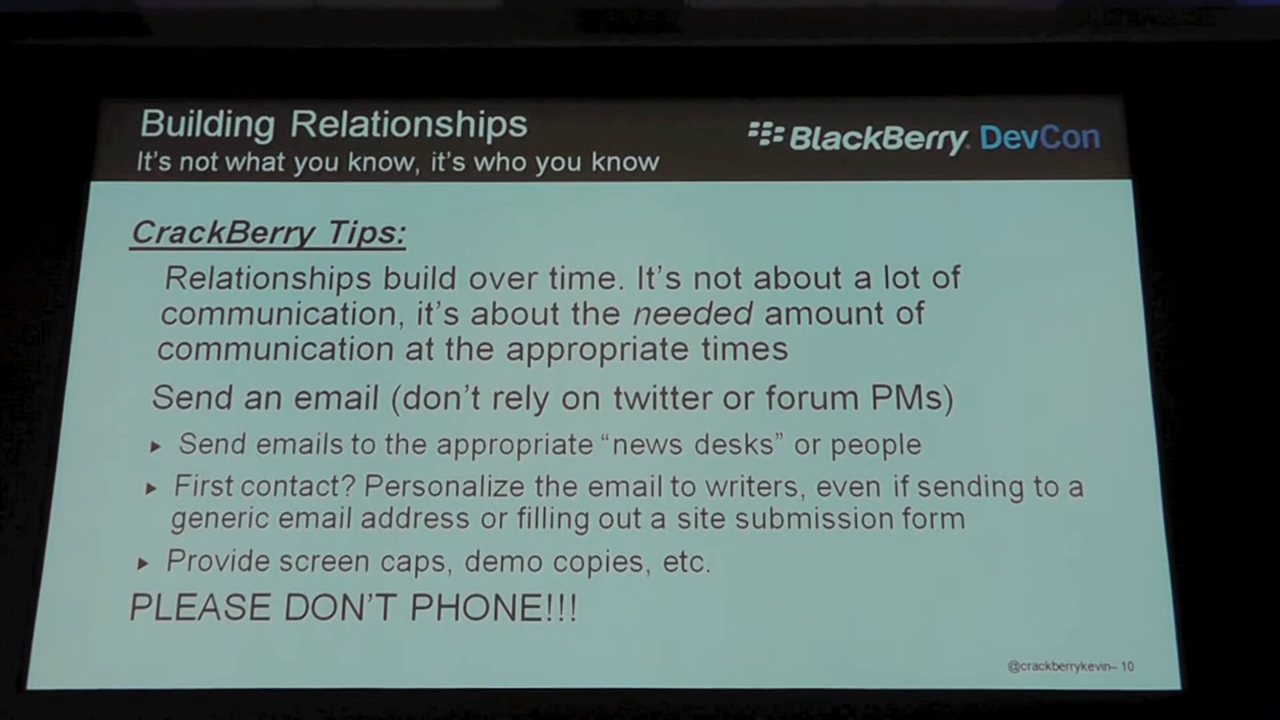 Building Relationships
It's not what you know, it's who you know
BlackBerry. DevCon
CrackBerry Tips:
Relationships build over time. It's not about a lot of
communication, it's about the needed amount of
communication at the appropriate times
Send an email (don't rely on twitter or forum PMs)
▸ Send emails to the appropriate “news desks” or people
▸ First contact? Personalize the email to writers, even if sending to a
generic email address or filling out a site submission form
▸ Provide screen caps, demo copies, etc.
PLEASE DON'T PHONE!!!
@crackberrykevin– 10